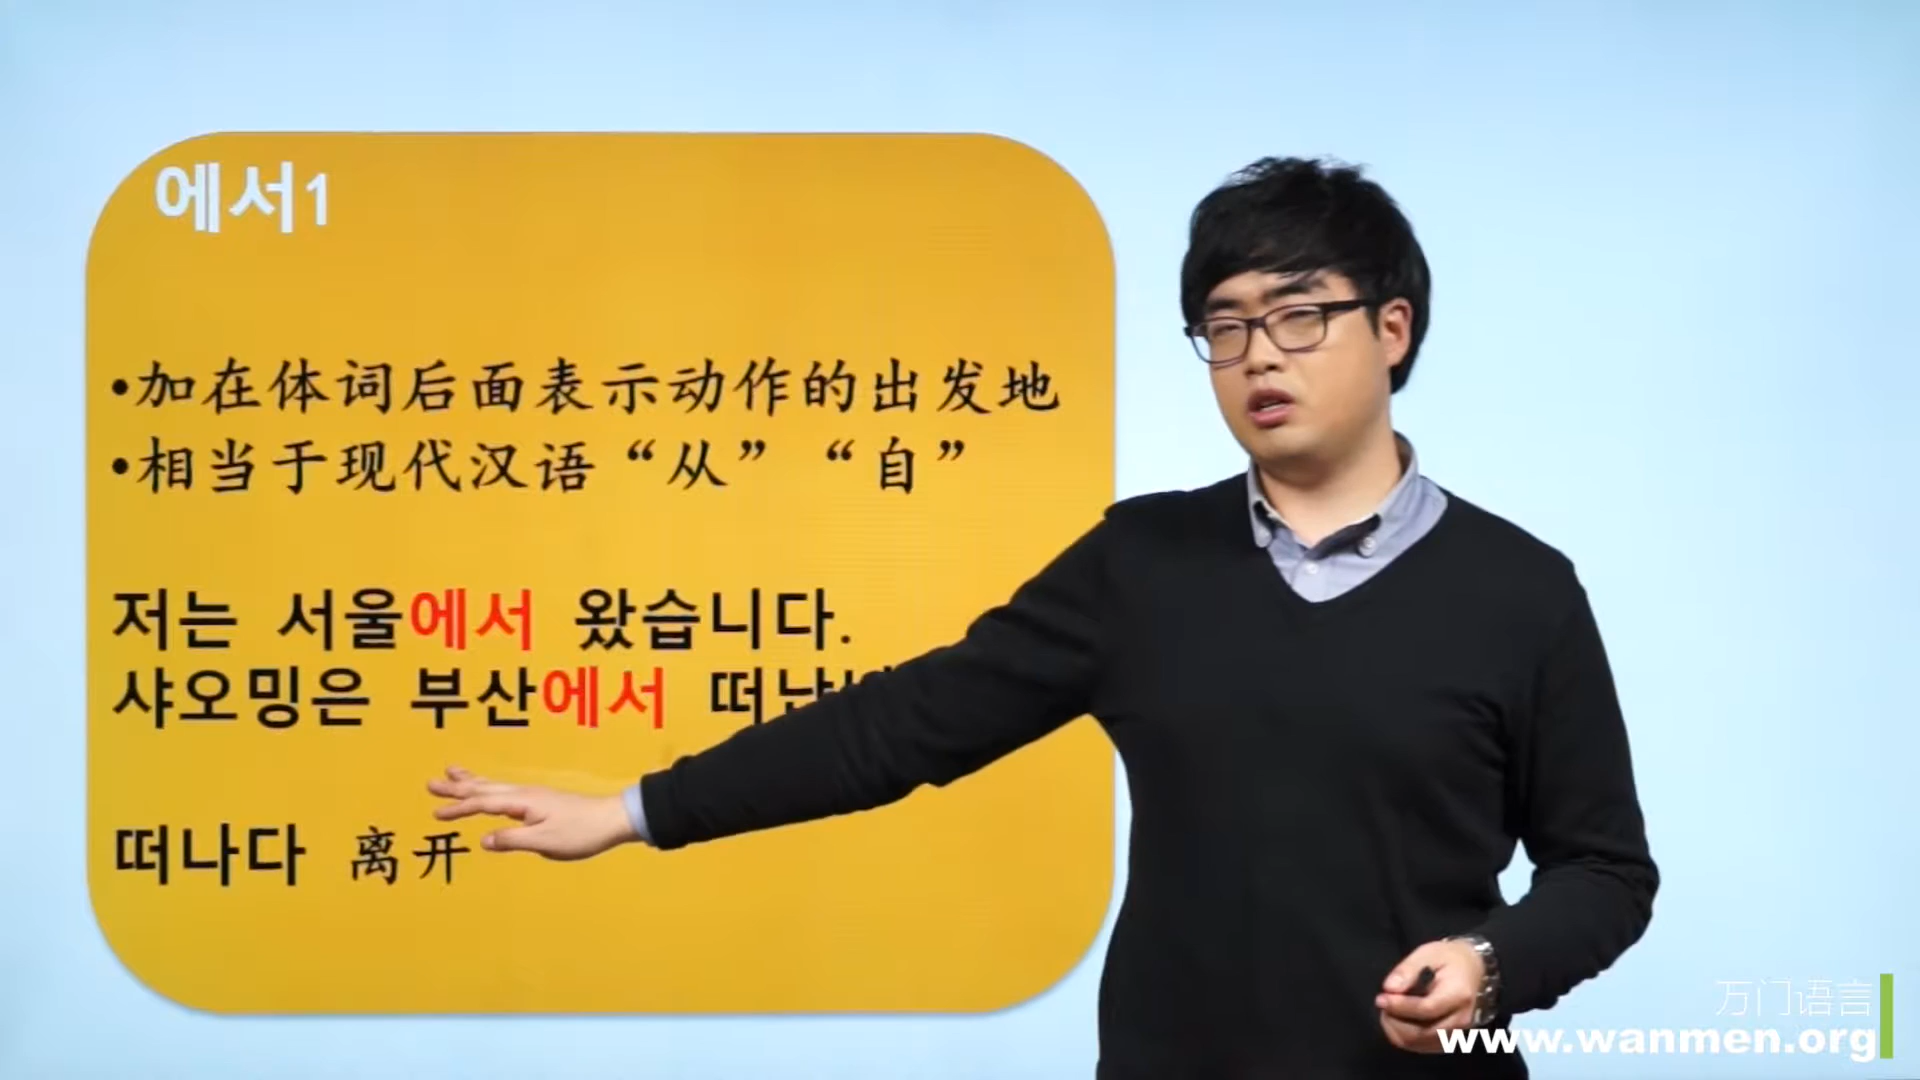 에서1
•加在体词后面表示动作的出发地
•相当于现代汉语“从”“自”
저는 서울에서 왔습니다.
샤오밍은 부산에서
떠나다 离开
万门语言
www.wanmen.org